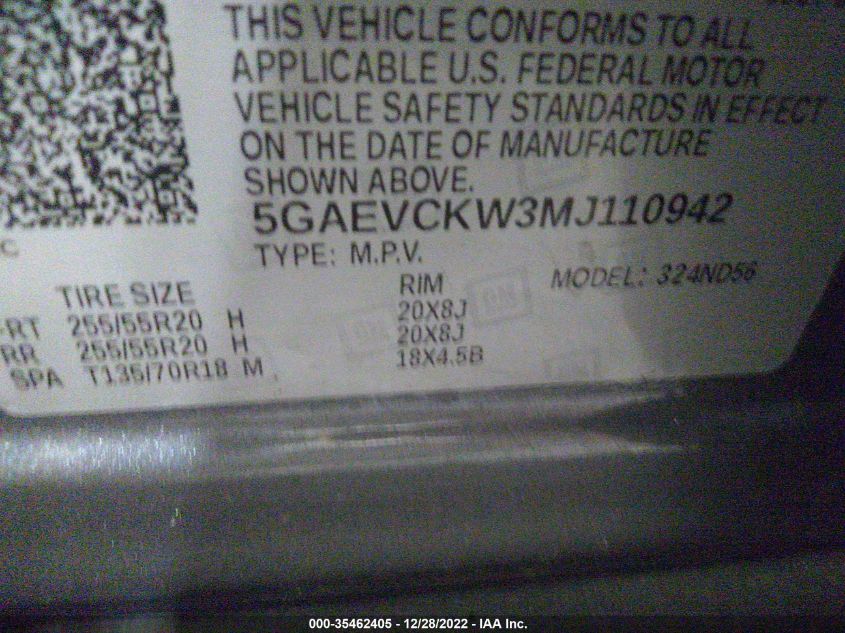 THIS VEHICLE CONFORMS TO ALL
APPLICABLE U.S. FEDERAL MOTOR
VEHICLE SAFETY STANDARDS IN EFFECT
ON THE DATE OF MANUFACTURE
SHOWN ABOVE.
5GAEVCKW3MJ110942
C
TYPE: M.P.V.
MODEL: 324ND56
TIRE SIZE RIM
RT 255/55R20 H 20X8J
RR 255/55R20 H 20X8J
SPA T135/70R18 M 18X4.5B
000-35462405 - 12/28/2022 - IAA Inc.